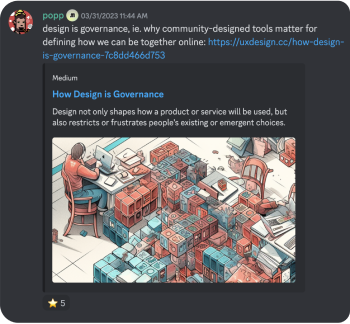 popp 03/31/2023 11:44 AM
design is governance, ie. why community-designed tools matter for
defining how we can be together online: https://uxdesign.cc/how-design-
is-governance-7c8dd466d753
Medium
How Design is Governance
Design not only shapes how a product or service will be used, but
also restricts or frustrates people's existing or emergent choices.
5